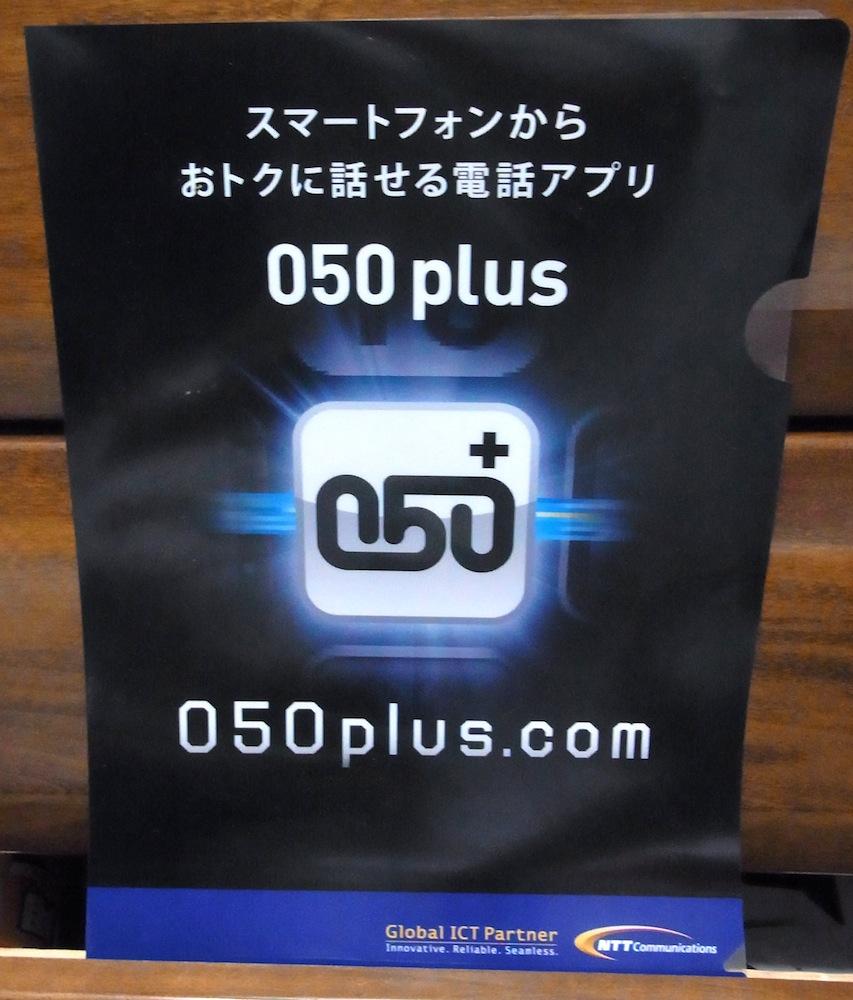 スマートフォンから
おトクに話せる電話アプリ
050 plus
050+
050plus.com
Global ICT Partner
Innovative. Reliable. Seamless.
NTT Communications